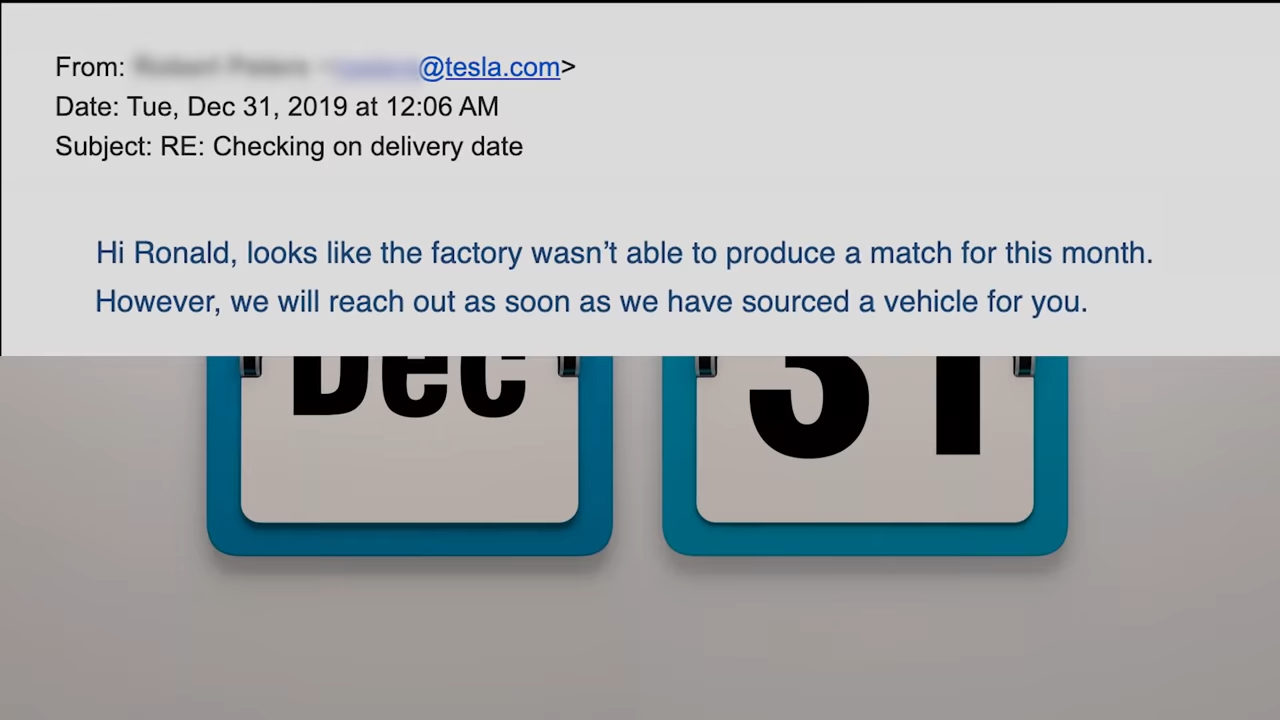 From: @tesla.com>
Date: Tue, Dec 31, 2019 at 12:06 AM
Subject: RE: Checking on delivery date
Hi Ronald, looks like the factory wasn’t able to produce a match for this month.
However, we will reach out as soon as we have sourced a vehicle for you.
Dec 31